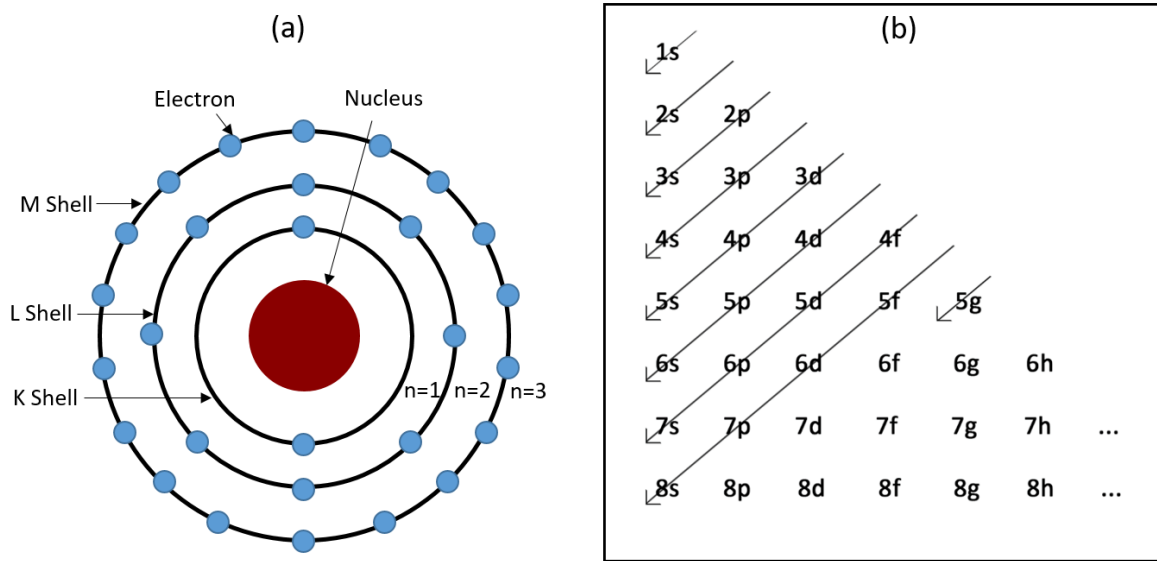 (a)
Electron
Nucleus
M Shell
L Shell
K Shell
n=1 n=2 n=3
(b)
1s
2s 2p
3s 3p 3d
4s 4p 4d 4f
5s 5p 5d 5f 5g
6s 6p 6d 6f 6g 6h
7s 7p 7d 7f 7g 7h ...
8s 8p 8d 8f 8g 8h ...